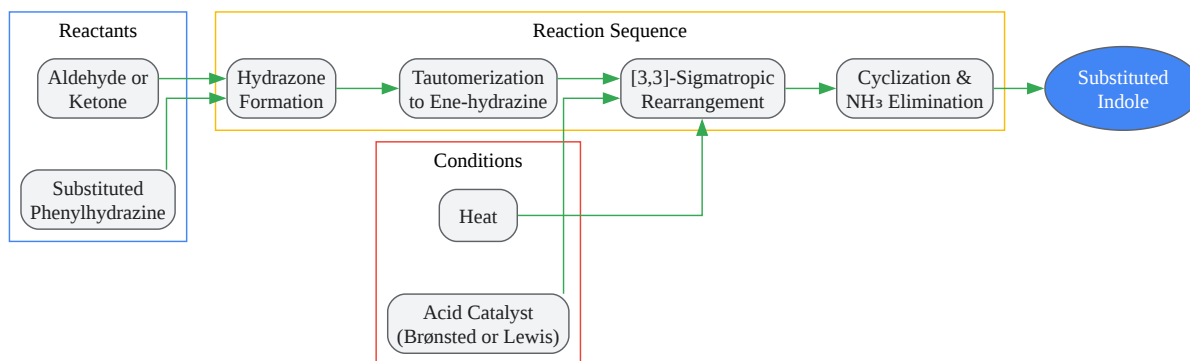 Reactants
Aldehyde or
Ketone
Substituted
Phenylhydrazine
Reaction Sequence
Hydrazone
Formation
Tautomerization
to Ene-hydrazine
[3,3]-Sigmatropic
Rearrangement
Cyclization &
NH₃ Elimination
Substituted
Indole
Conditions
Heat
Acid Catalyst
(Brønsted or Lewis)